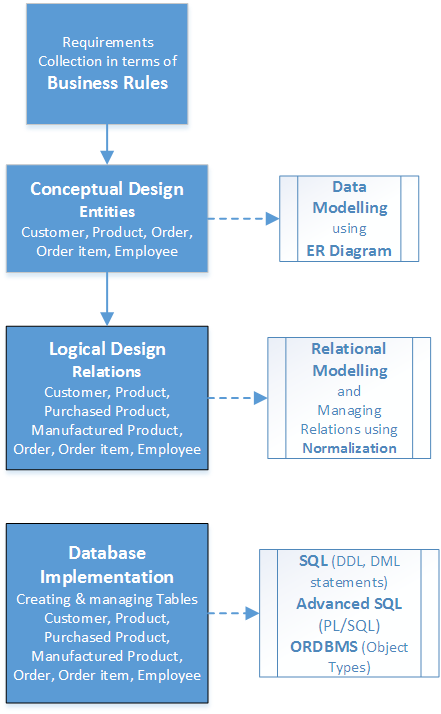 Requirements
Collection in terms of
Business Rules
Conceptual Design
Entities
Customer, Product, Order,
Order item, Employee
Data
Modelling
using
ER Diagram
Logical Design
Relations
Customer, Product,
Purchased Product,
Manufactured Product,
Order, Order item, Employee
Relational
Modelling
and
Managing
Relations using
Normalization
Database
Implementation
Creating & managing Tables
Customer, Product,
Purchased Product,
Manufactured Product,
Order, Order item, Employee
SQL (DDL, DML
statements)
Advanced SQL
(PL/SQL)
ORDBMS (Object
Types)